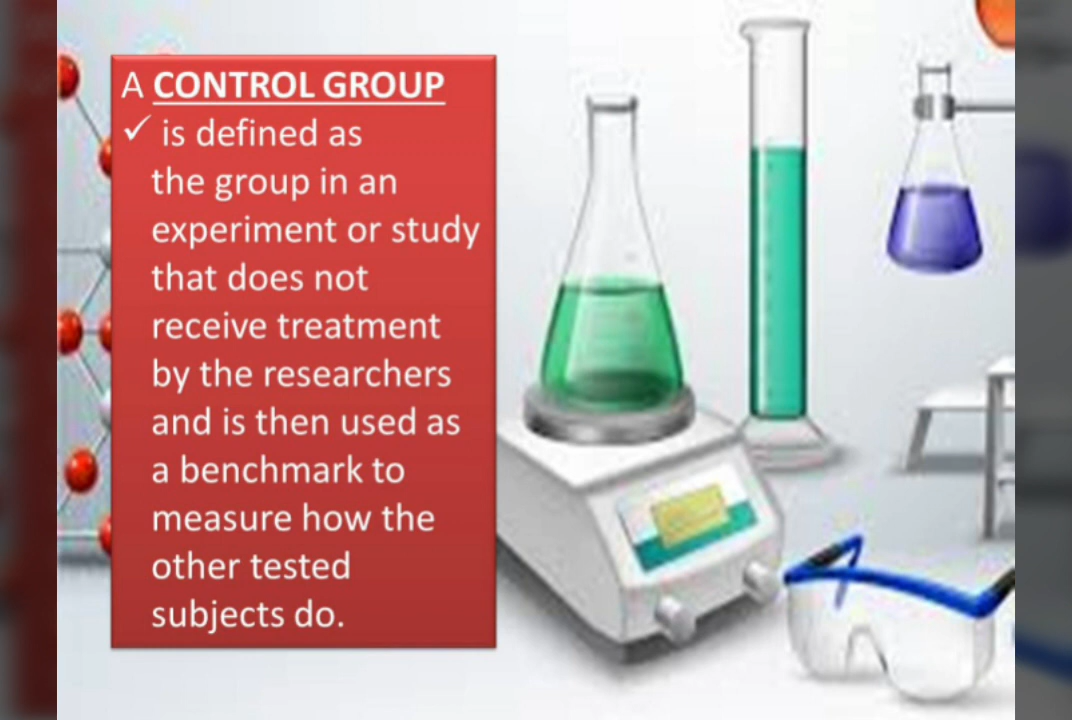 A CONTROL GROUP
✓ is defined as
the group in an
experiment or study
that does not
receive treatment
by the researchers
and is then used as
a benchmark to
measure how the
other tested
subjects do.